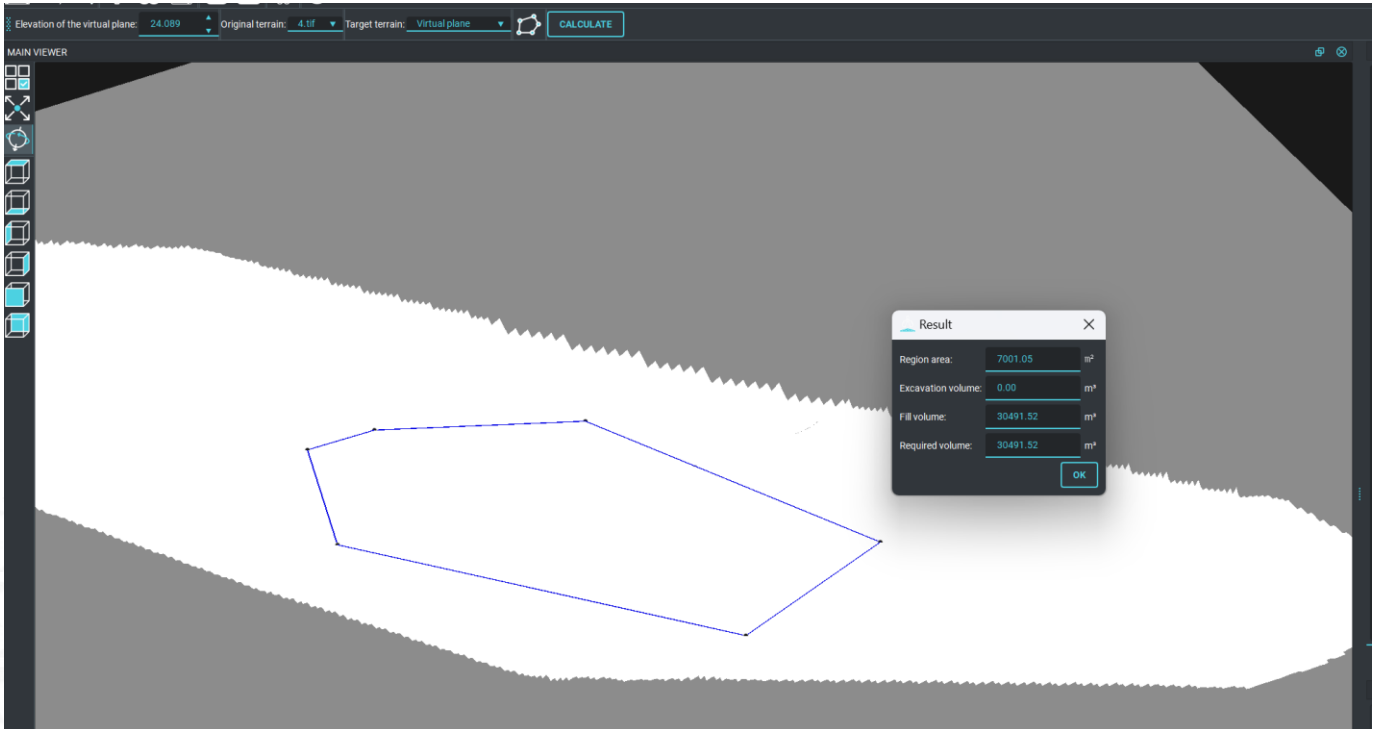 Elevation of the virtual plane: 24.089 Original terrain: 4.tif Target terrain: Virtual plane CALCULATE
MAIN VIEWER
Result
Region area: 7001.05 m²
Excavation volume: 0.00 m³
Fill volume: 30491.52 m³
Required volume: 30491.52 m³
OK